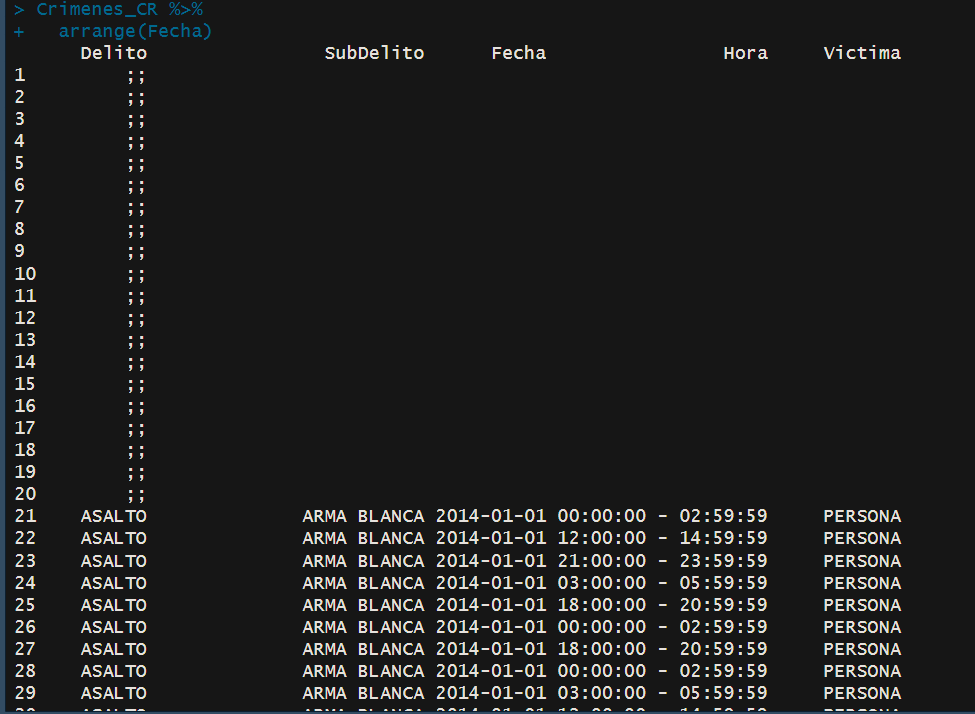 > Crimenes_CR %>%
+ arrange(Fecha)
Delito SubDelito Fecha Hora Victima
1 ;;
2 ;;
3 ;;
4 ;;
5 ;;
6 ;;
7 ;;
8 ;;
9 ;;
10 ;;
11 ;;
12 ;;
13 ;;
14 ;;
15 ;;
16 ;;
17 ;;
18 ;;
19 ;;
20 ;;
21 ASALTO ARMA BLANCA 2014-01-01 00:00:00 - 02:59:59 PERSONA
22 ASALTO ARMA BLANCA 2014-01-01 12:00:00 - 14:59:59 PERSONA
23 ASALTO ARMA BLANCA 2014-01-01 21:00:00 - 23:59:59 PERSONA
24 ASALTO ARMA BLANCA 2014-01-01 03:00:00 - 05:59:59 PERSONA
25 ASALTO ARMA BLANCA 2014-01-01 18:00:00 - 20:59:59 PERSONA
26 ASALTO ARMA BLANCA 2014-01-01 00:00:00 - 02:59:59 PERSONA
27 ASALTO ARMA BLANCA 2014-01-01 18:00:00 - 20:59:59 PERSONA
28 ASALTO ARMA BLANCA 2014-01-01 00:00:00 - 02:59:59 PERSONA
29 ASALTO ARMA BLANCA 2014-01-01 03:00:00 - 05:59:59 PERSONA